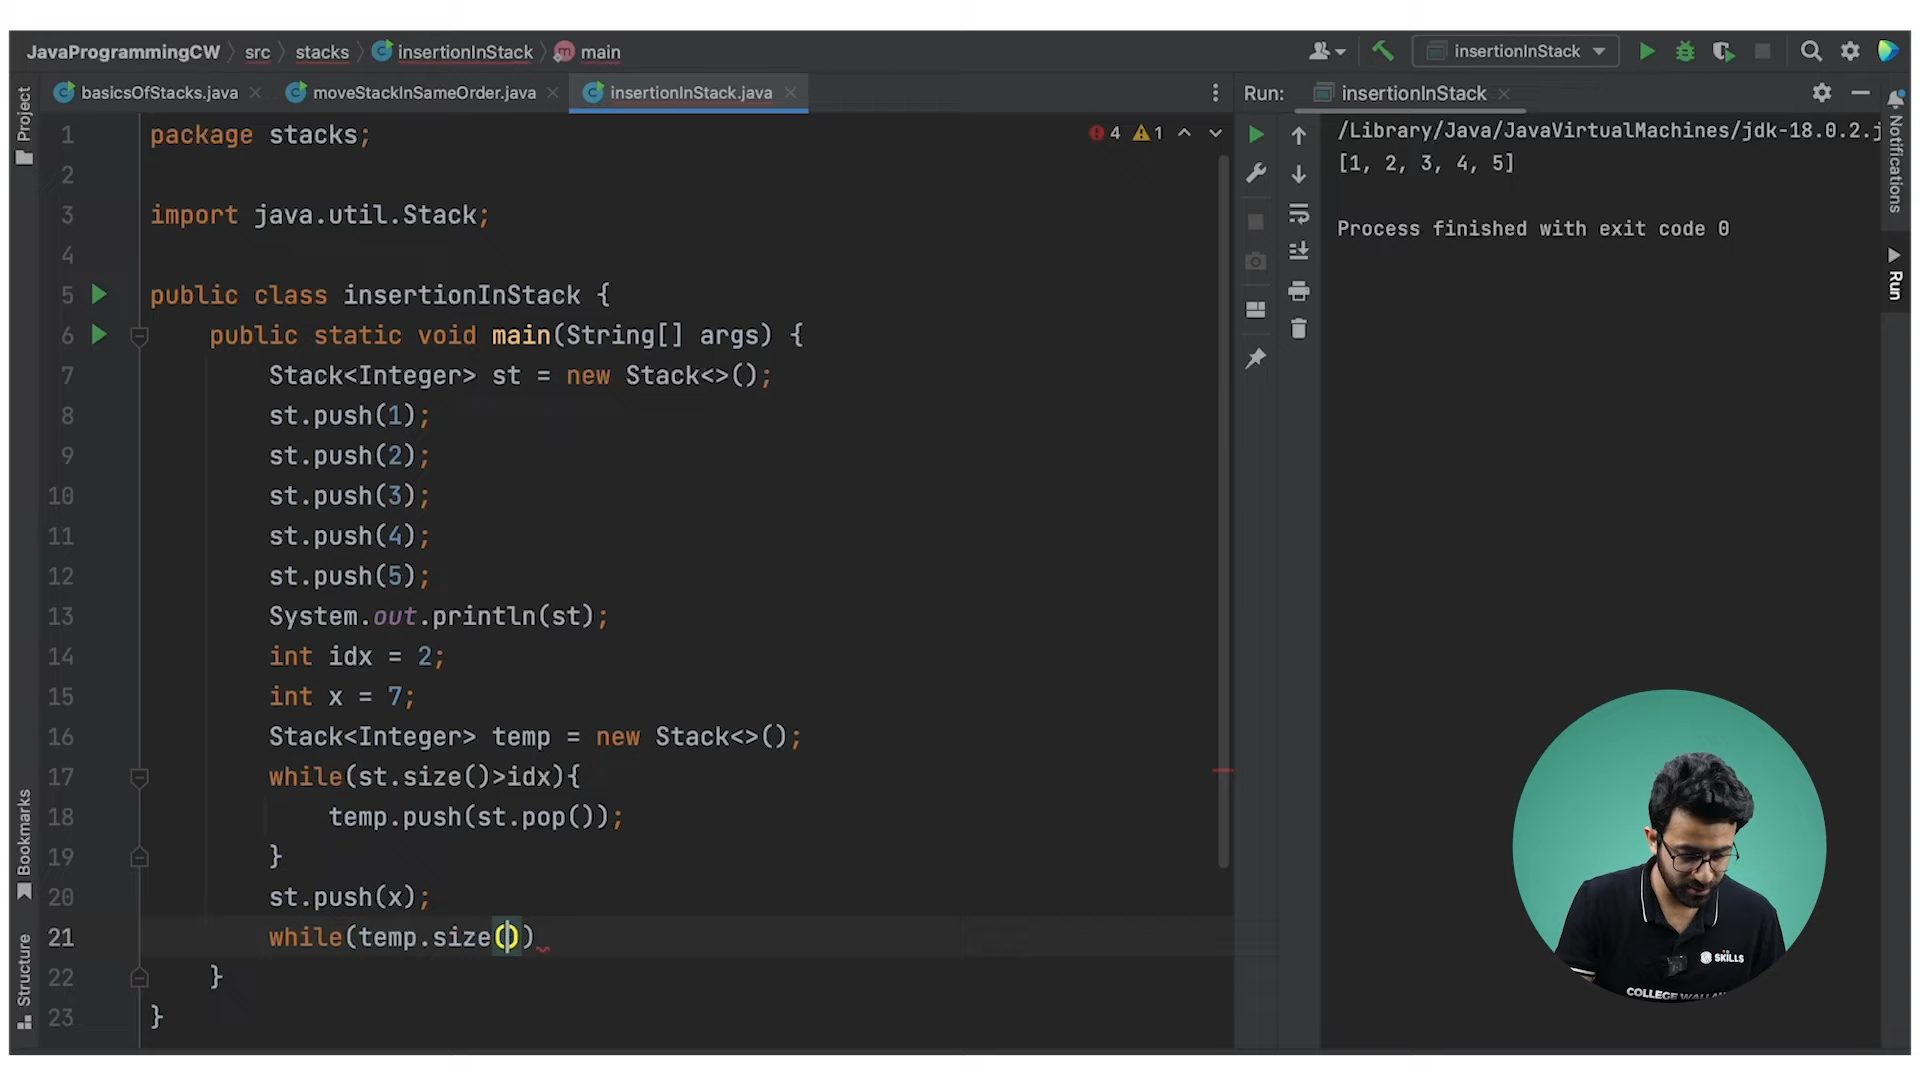 JavaProgrammingCW src stacks insertionInStack main
insertionInStack
basicsOfStacks.java
moveStackInSameOrder.java
insertionInStack.java
Run: insertionInStack
Project
Notifications
Run
Bookmarks
Structure
4 1
1 package stacks;
2
3 import java.util.Stack;
4
5 public class insertionInStack {
6 public static void main(String[] args) {
7 Stack<Integer> st = new Stack<>();
8 st.push(1);
9 st.push(2);
10 st.push(3);
11 st.push(4);
12 st.push(5);
13 System.out.println(st);
14 int idx = 2;
15 int x = 7;
16 Stack<Integer> temp = new Stack<>();
17 while(st.size()>idx){
18 temp.push(st.pop());
19 }
20 st.push(x);
21 while(temp.size())
22 }
23 }
/Library/Java/JavaVirtualMachines/jdk-18.0.2.j
[1, 2, 3, 4, 5]
Process finished with exit code 0
SKILLS
COLLEGE